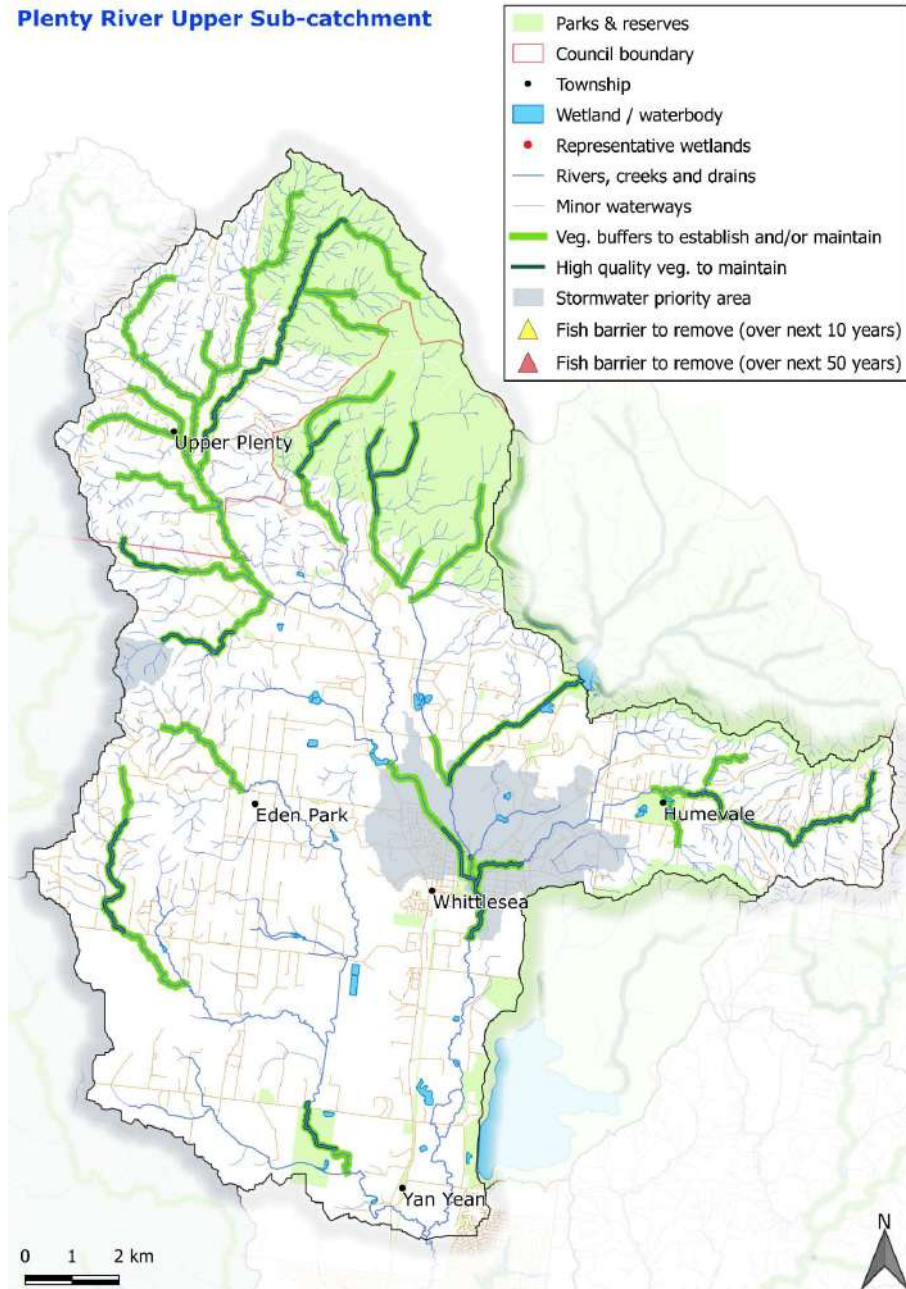 Plenty River Upper Sub-catchment
Parks & reserves
Council boundary
Township
Wetland / waterbody
Representative wetlands
Rivers, creeks and drains
Minor waterways
Veg. buffers to establish and/or maintain
High quality veg. to maintain
Stormwater priority area
Fish barrier to remove (over next 10 years)
Fish barrier to remove (over next 50 years)
Upper Plenty
Eden Park
Humevale
Whittlesea
Yan Yean
0 1 2 km
N